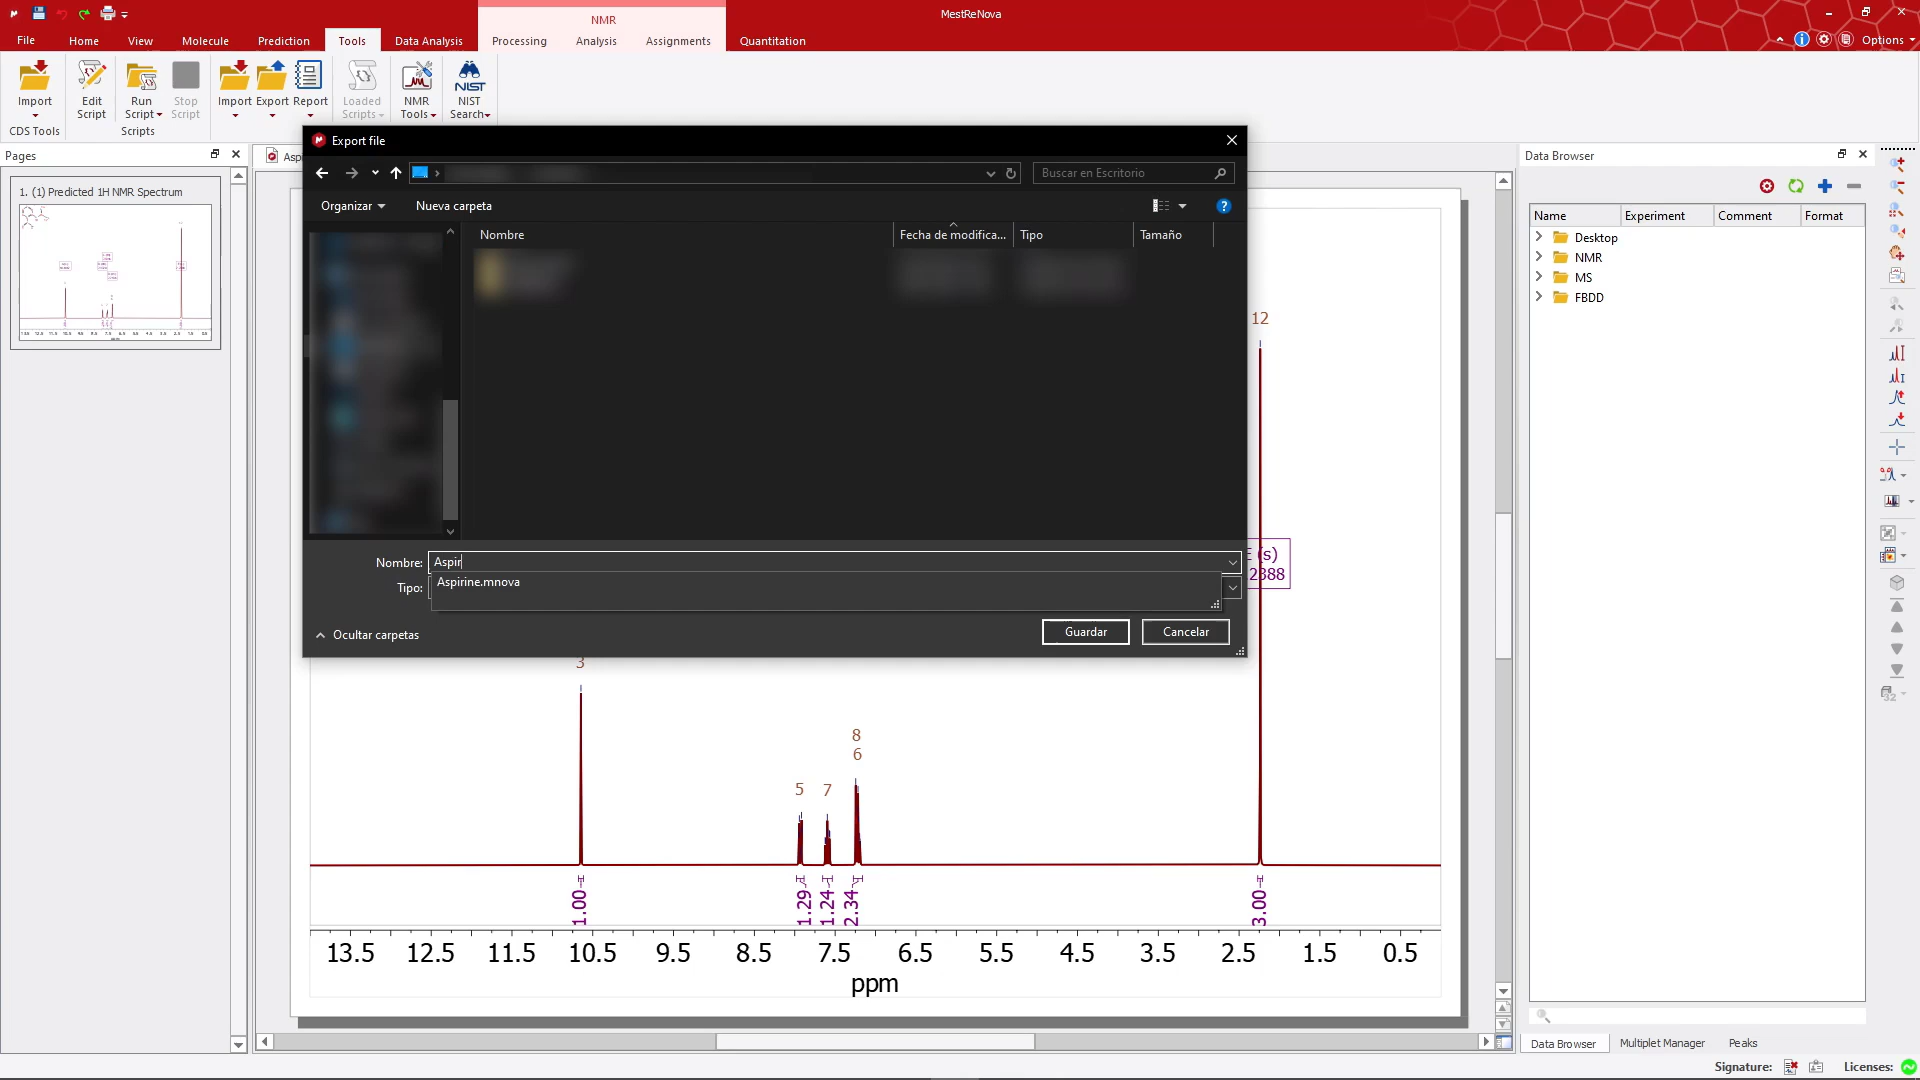 MestReNova
NMR
File
Home
View
Molecule
Prediction
Tools
Data Analysis
Processing
Analysis
Assignments
Quantitation
Options
Import
Edit
Script
Run
Script
Stop
Script
Import
Export
Report
Loaded
Scripts
NMR
Tools
NIST
NIST
Search
CDS Tools
Scripts
Pages
1. (1) Predicted 1H NMR Spectrum
Export file
Buscar en Escritorio
Organizar
Nueva carpeta
Nombre
Fecha de modifica...
Tipo
Tamaño
Nombre:
Aspir
Aspirine.mnova
Tipo:
Ocultar carpetas
Guardar
Cancelar
Asp
12
E (s)
.2388
3
8
6
5
7
1.00
1.29
1.24
2.34
3.00
13.5
12.5
11.5
10.5
9.5
8.5
7.5
6.5
5.5
4.5
3.5
2.5
1.5
0.5
ppm
Data Browser
Name
Experiment
Comment
Format
Desktop
NMR
MS
FBDD
Data Browser
Multiplet Manager
Peaks
Signature:
Licenses: